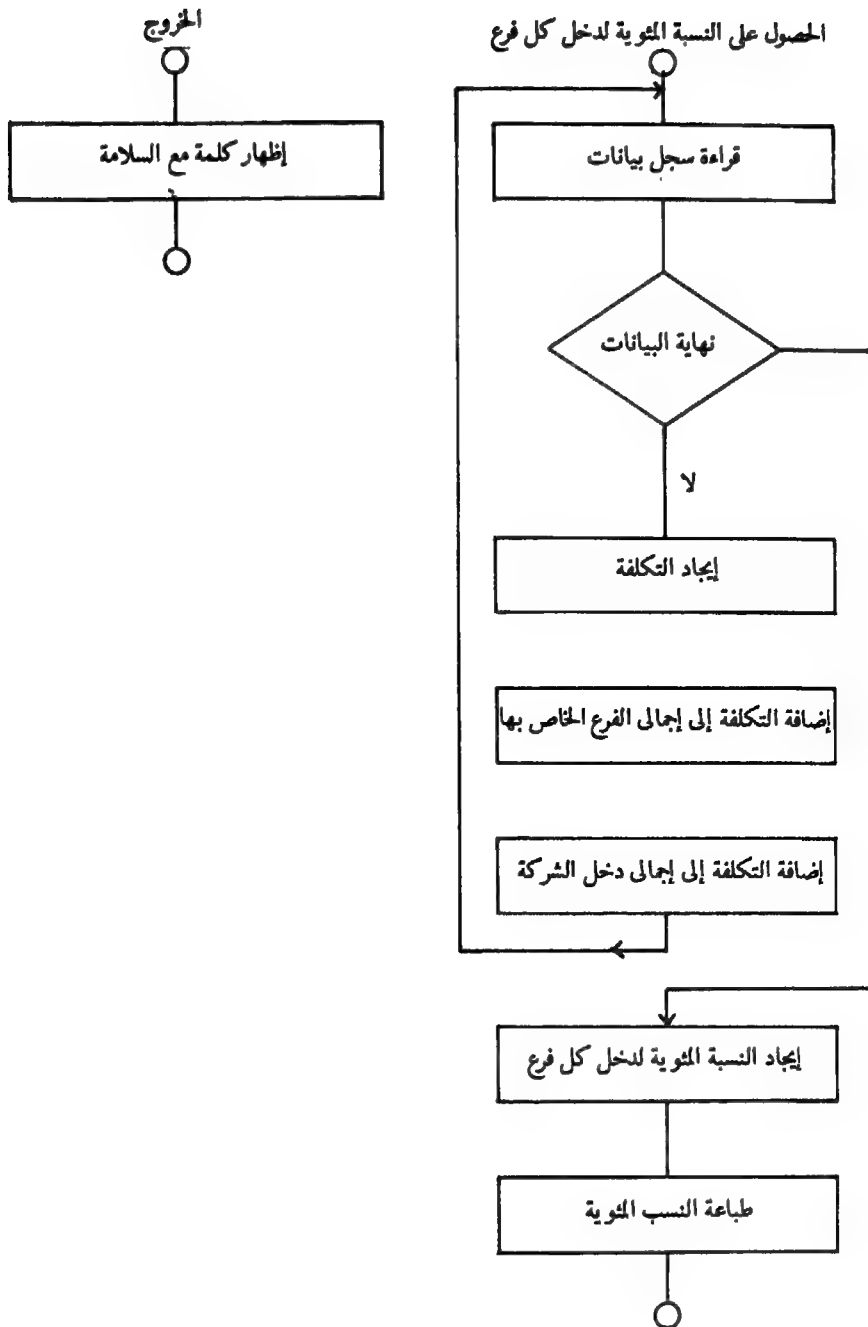 الحصول على النسبة المئوية لدخل كل فرع
قراءة سجل بيانات
نهاية البيانات
لا
إيجاد التكلفة
إضافة التكلفة إلى إجمالى الفرع الخاص بها
إضافة التكلفة إلى إجمالى دخل الشركة
إيجاد النسبة المئوية لدخل كل فرع
طباعة النسب المئوية
الخروج
إظهار كلمة مع السلامة